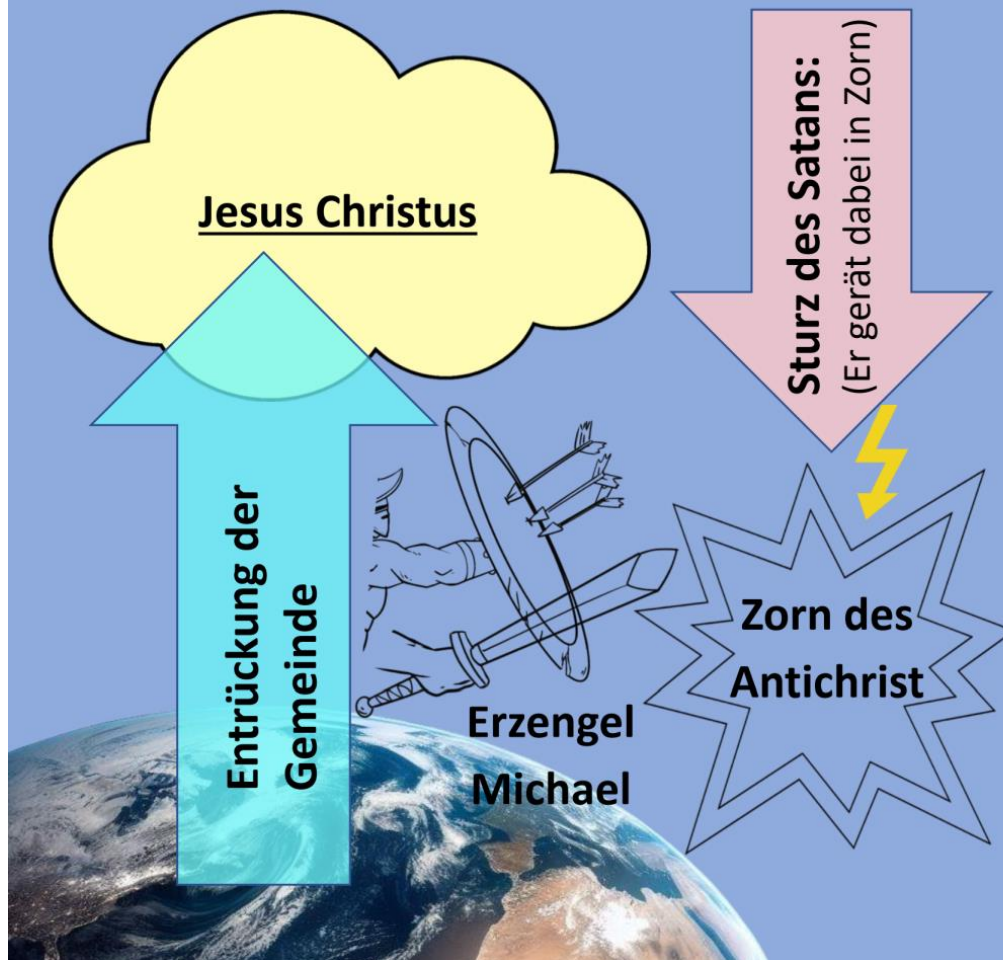 Jesus Christus
Sturz des Satans:
(Er gerät dabei in Zorn)
Entrückung der
Gemeinde
Zorn des
Antichrist
Erzengel
Michael